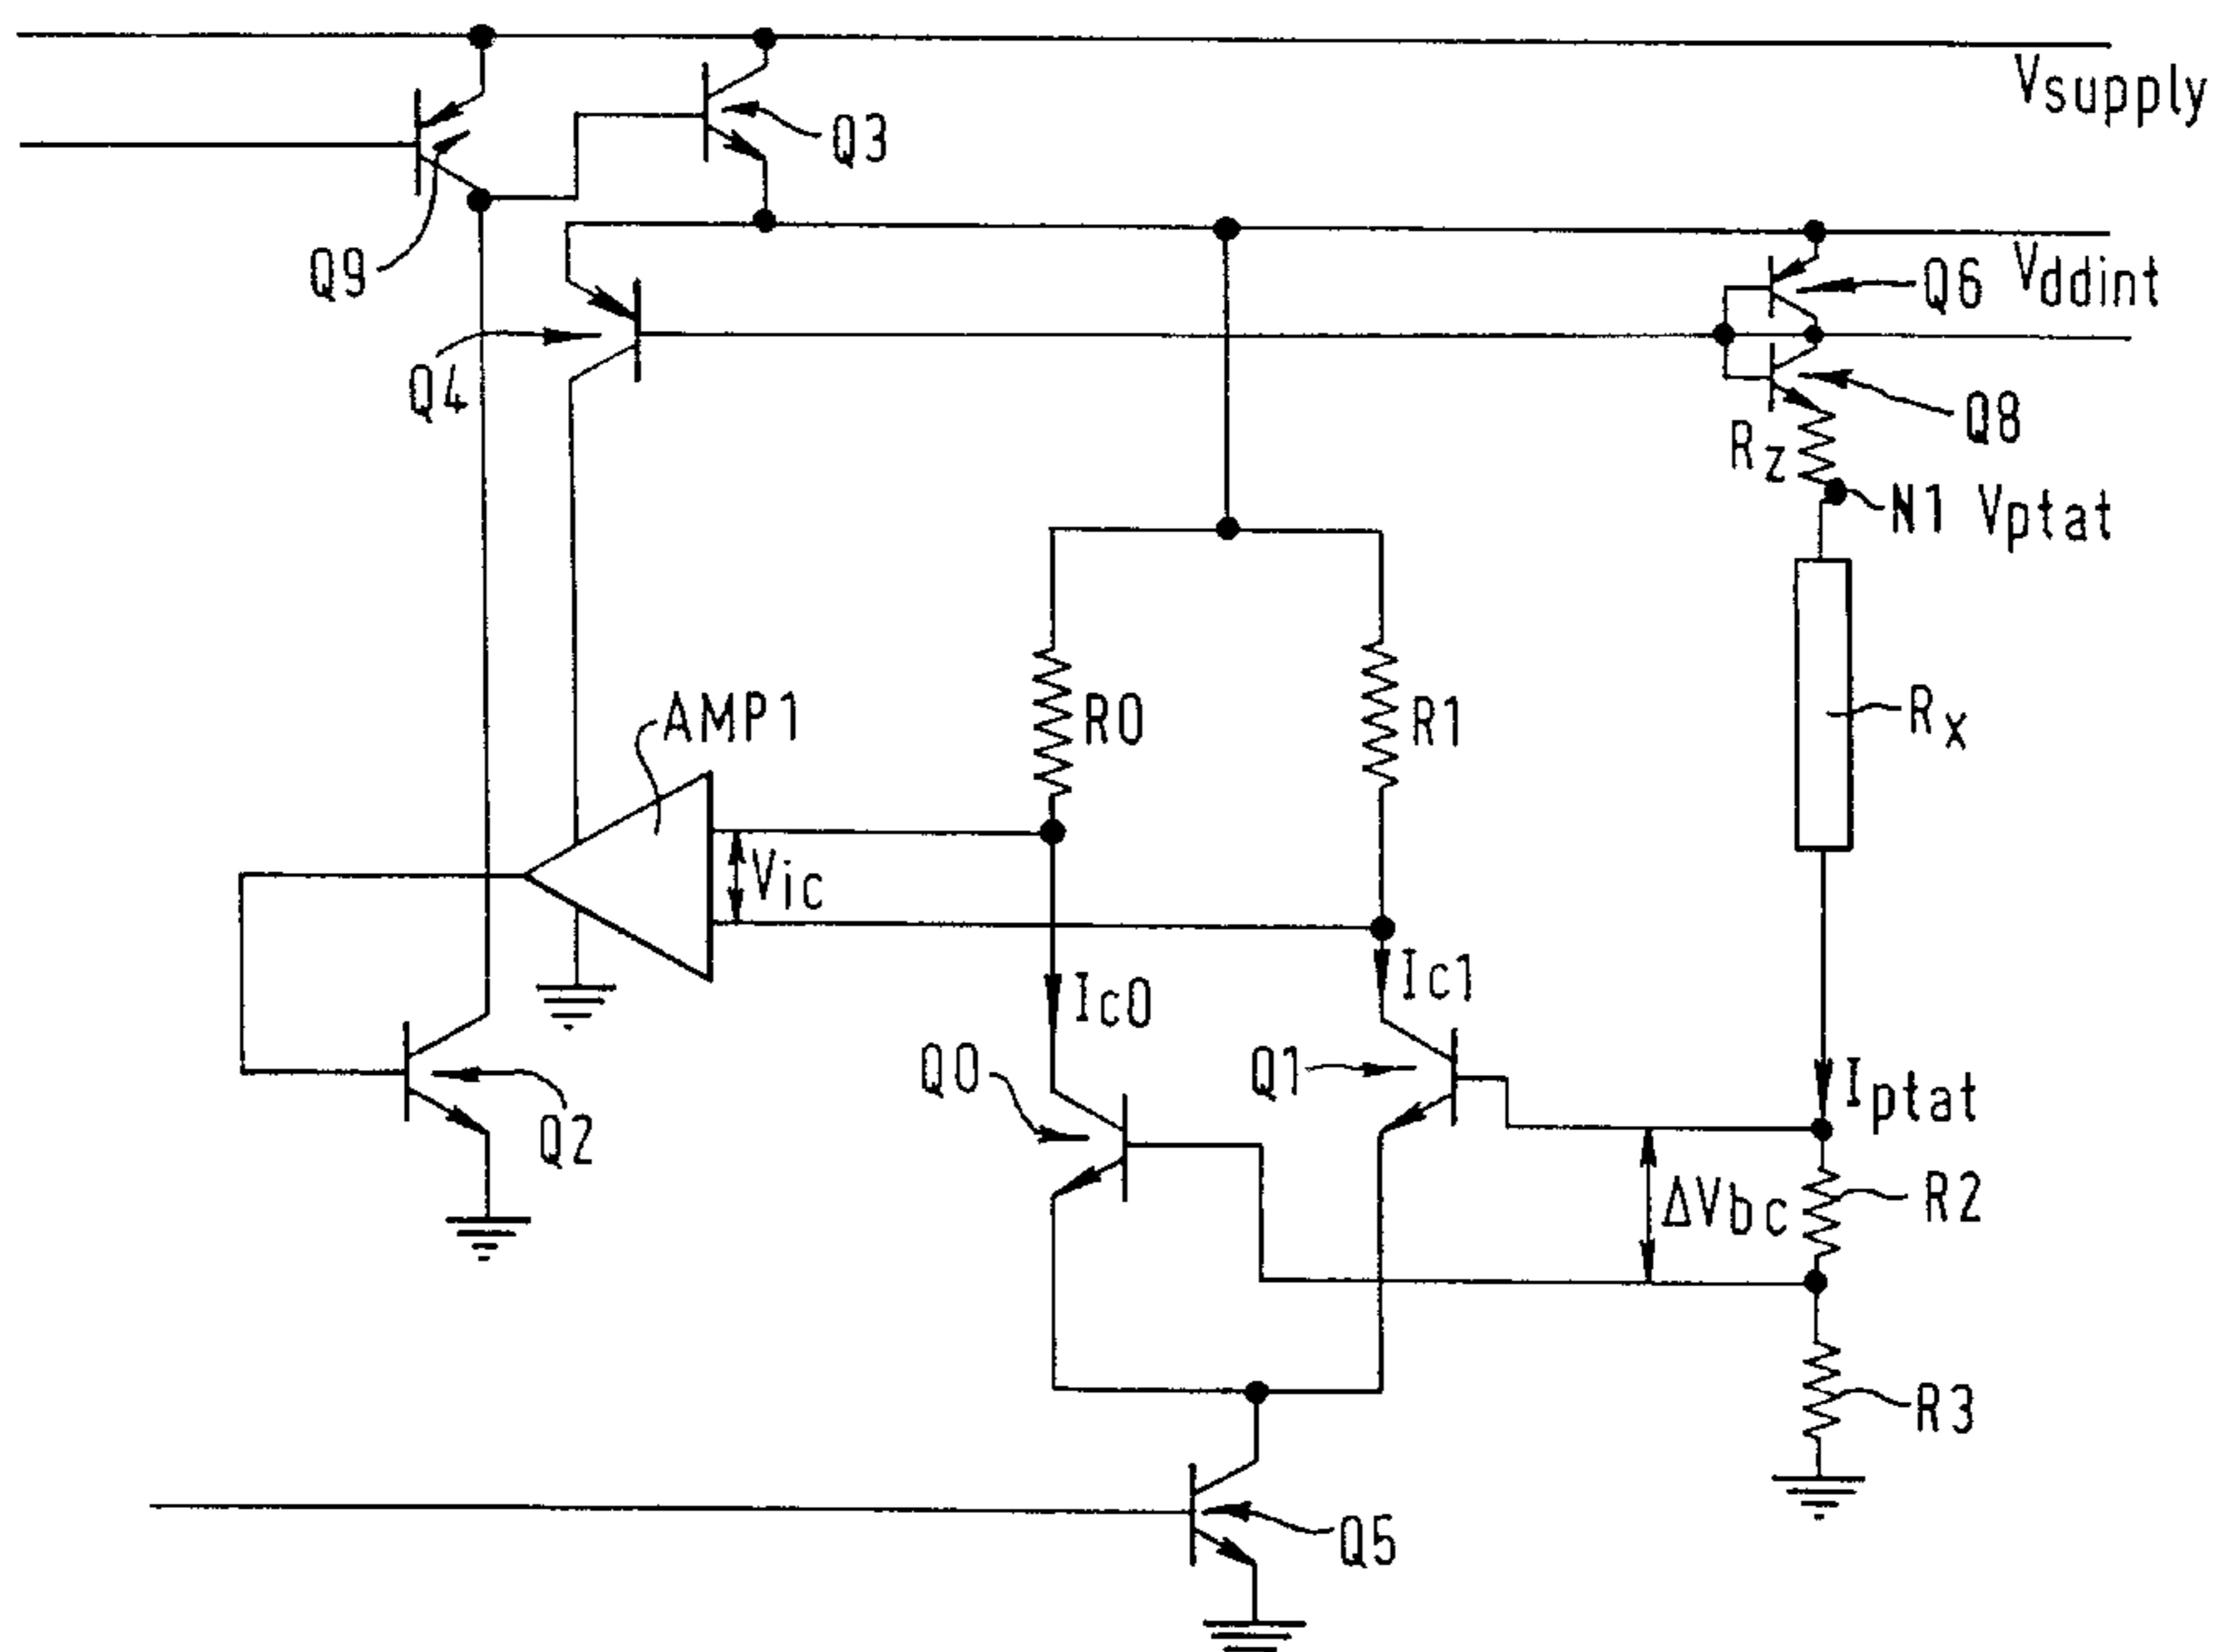 Vsupply
Q3
Q9
Vddint
Q6
Q4
Q8
Rz
N1 Vptat
AMP1
R0
R1
Rx
Vic
Ic0
Ic1
Q0
Q1
Iptat
Q2
ΔVbc
R2
R3
Q5